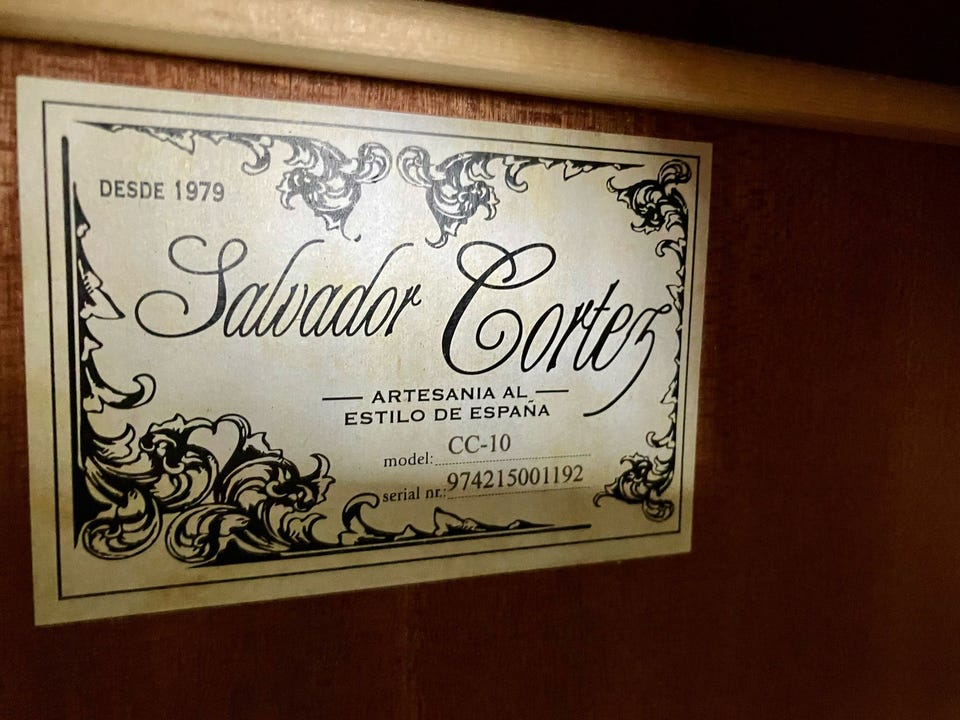 DESDE 1979
Salvador Cortez
ARTESANIA AL
ESTILO DE ESPAÑA
model: CC-10
serial nr.: 974215001192